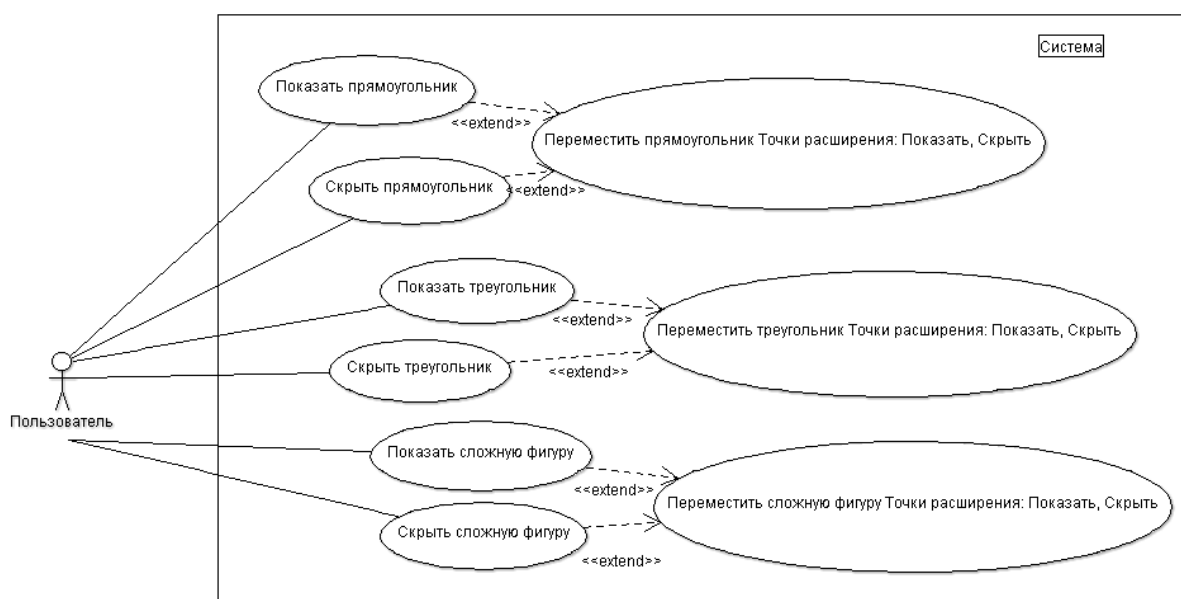 Система
Показать прямоугольник
<<extend>>
Переместить прямоугольник Точки расширения: Показать, Скрыть
Скрыть прямоугольник
<<extend>>
Показать треугольник
<<extend>>
Переместить треугольник Точки расширения: Показать, Скрыть
Скрыть треугольник
<<extend>>
Пользователь
Показать сложную фигуру
<<extend>>
Переместить сложную фигуру Точки расширения: Показать, Скрыть
Скрыть сложную фигуру
<<extend>>